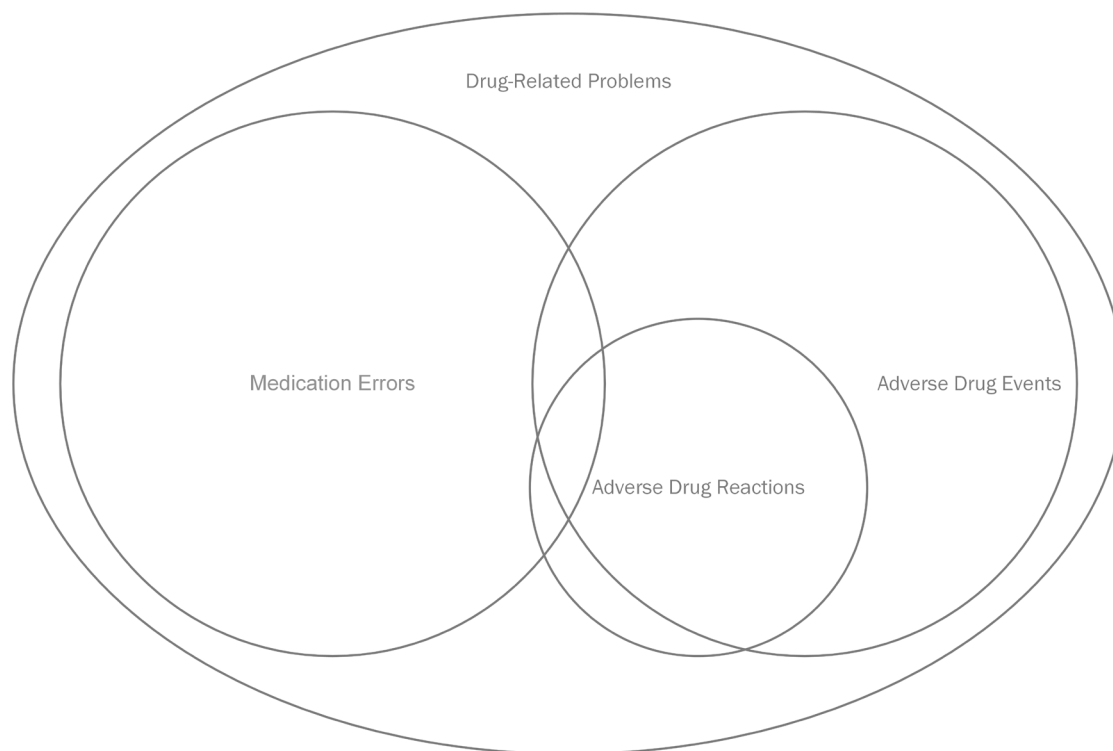 Drug-Related Problems
Medication Errors
Adverse Drug Events
Adverse Drug Reactions